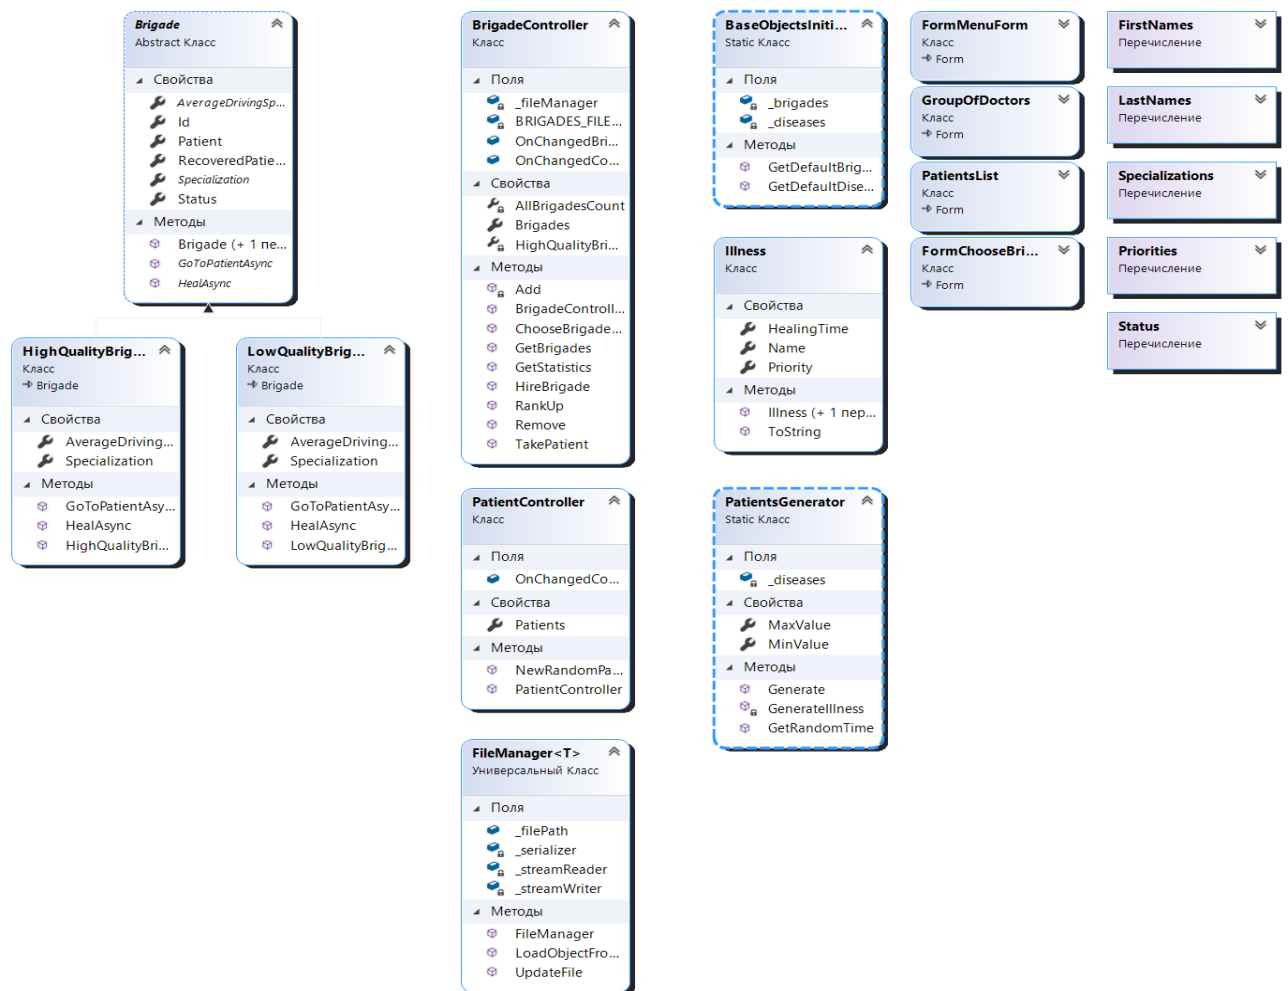 Brigade
Abstract Класс
Свойства
AverageDrivingSp...
Id
Patient
RecoveredPatie...
Specialization
Status
Методы
Brigade (+ 1 пе...
GoToPatientAsync
HealAsync
HighQualityBrig...
Класс
Brigade
Свойства
AverageDriving...
Specialization
Методы
GoToPatientAsy...
HealAsync
HighQualityBri...
LowQualityBrig...
Класс
Brigade
Свойства
AverageDriving...
Specialization
Методы
GoToPatientAsy...
HealAsync
LowQualityBrig...
BrigadeController
Класс
Поля
_fileManager
BRIGADES_FILE...
OnChangedBri...
OnChangedCo...
Свойства
AllBrigadesCount
Brigades
HighQualityBri...
Методы
Add
BrigadeControll...
ChooseBrigade...
GetBrigades
GetStatistics
HireBrigade
RankUp
Remove
TakePatient
PatientController
Класс
Поля
OnChangedCo...
Свойства
Patients
Методы
NewRandomPa...
PatientController
FileManager<T>
Универсальный Класс
Поля
_filePath
_serializer
_streamReader
_streamWriter
Методы
FileManager
LoadObjectFro...
UpdateFile
BaseObjectsIniti...
Static Класс
Поля
_brigades
_diseases
Методы
GetDefaultBrig...
GetDefaultDise...
Illness
Класс
Свойства
HealingTime
Name
Priority
Методы
Illness (+ 1 пер...
ToString
PatientsGenerator
Static Класс
Поля
_diseases
Свойства
MaxValue
MinValue
Методы
Generate
GenerateIllness
GetRandomTime
FormMenuForm
Класс
Form
GroupOfDoctors
Класс
Form
PatientsList
Класс
Form
FormChooseBri...
Класс
Form
FirstNames
Перечисление
LastNames
Перечисление
Specializations
Перечисление
Priorities
Перечисление
Status
Перечисление